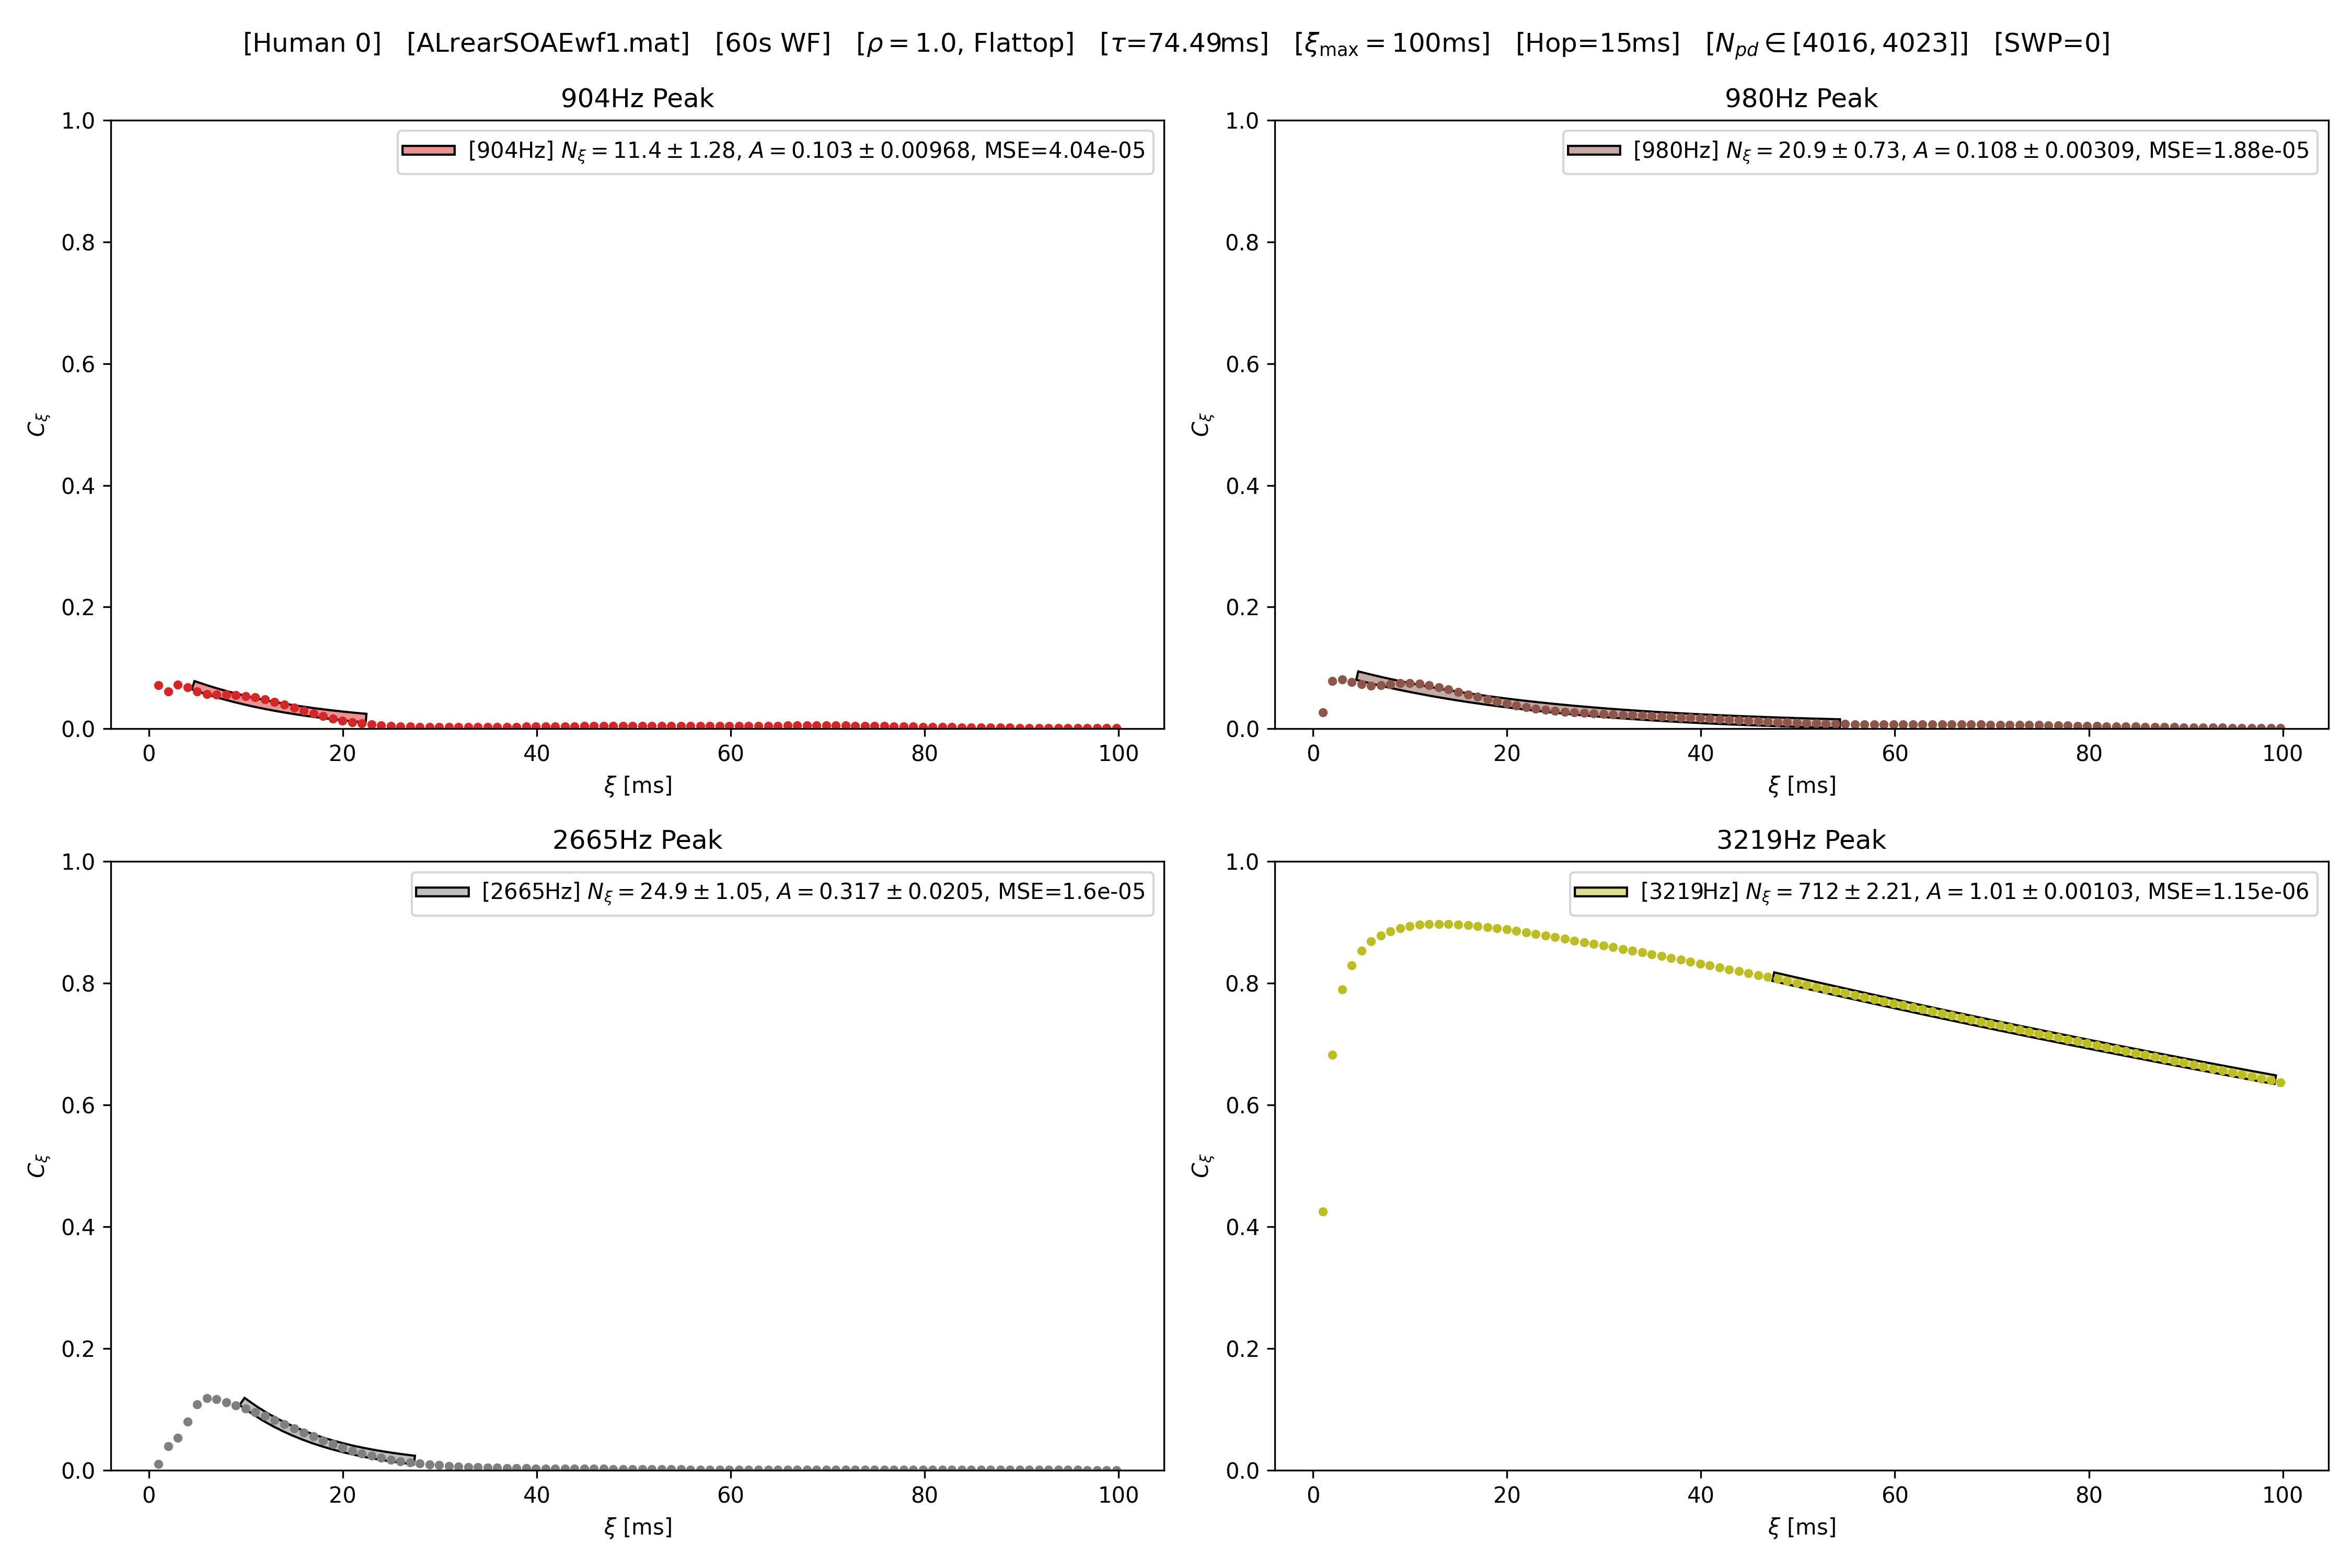 [Human 0] [ALrearSOAEwf1.mat] [60s WF] [ρ = 1.0, Flattop] [τ=74.49ms] [ξmax = 100ms] [Hop=15ms] [Npd ∈ [4016, 4023]] [SWP=0]
904Hz Peak
[904Hz] Nξ = 11.4 ± 1.28, A = 0.103 ± 0.00968, MSE=4.04e-05
1.0
0.8
0.6
0.4
0.2
0.0
Cξ
0 20 40 60 80 100
ξ [ms]
980Hz Peak
[980Hz] Nξ = 20.9 ± 0.73, A = 0.108 ± 0.00309, MSE=1.88e-05
1.0
0.8
0.6
0.4
0.2
0.0
Cξ
0 20 40 60 80 100
ξ [ms]
2665Hz Peak
[2665Hz] Nξ = 24.9 ± 1.05, A = 0.317 ± 0.0205, MSE=1.6e-05
1.0
0.8
0.6
0.4
0.2
0.0
Cξ
0 20 40 60 80 100
ξ [ms]
3219Hz Peak
[3219Hz] Nξ = 712 ± 2.21, A = 1.01 ± 0.00103, MSE=1.15e-06
1.0
0.8
0.6
0.4
0.2
0.0
Cξ
0 20 40 60 80 100
ξ [ms]